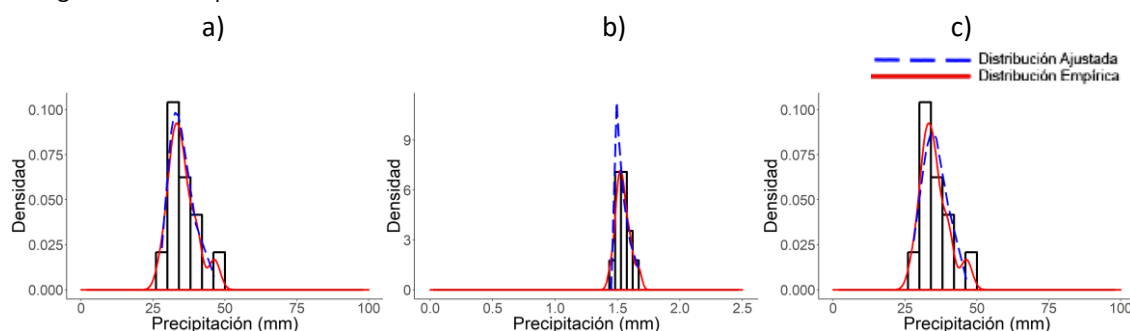 a)
b)
c)
Distribución Ajustada
Distribución Empírica
Densidad
0.100
0.075
0.050
0.025
0.000
0
25
50
75
100
Precipitación (mm)
Densidad
9
6
3
0
0.0
0.5
1.0
1.5
2.0
2.5
Precipitación (mm)
Densidad
0.100
0.075
0.050
0.025
0.000
0
25
50
75
100
Precipitación (mm)